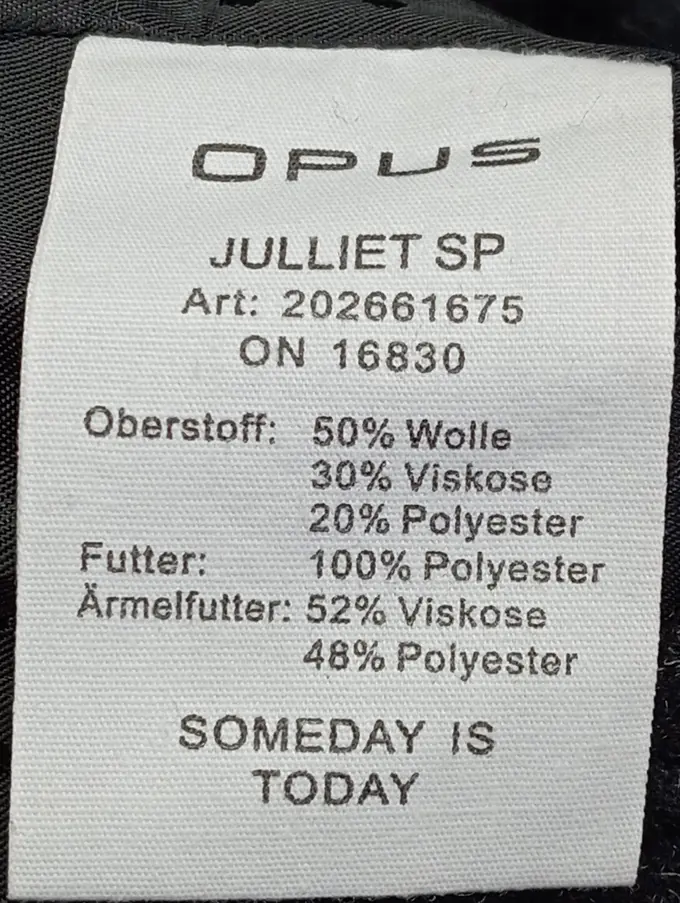 OPUS
JULLIET SP
Art: 202661675
ON 16830
Oberstoff: 50% Wolle
30% Viskose
20% Polyester
Futter: 100% Polyester
Ärmelfutter: 52% Viskose
48% Polyester
SOMEDAY IS
TODAY